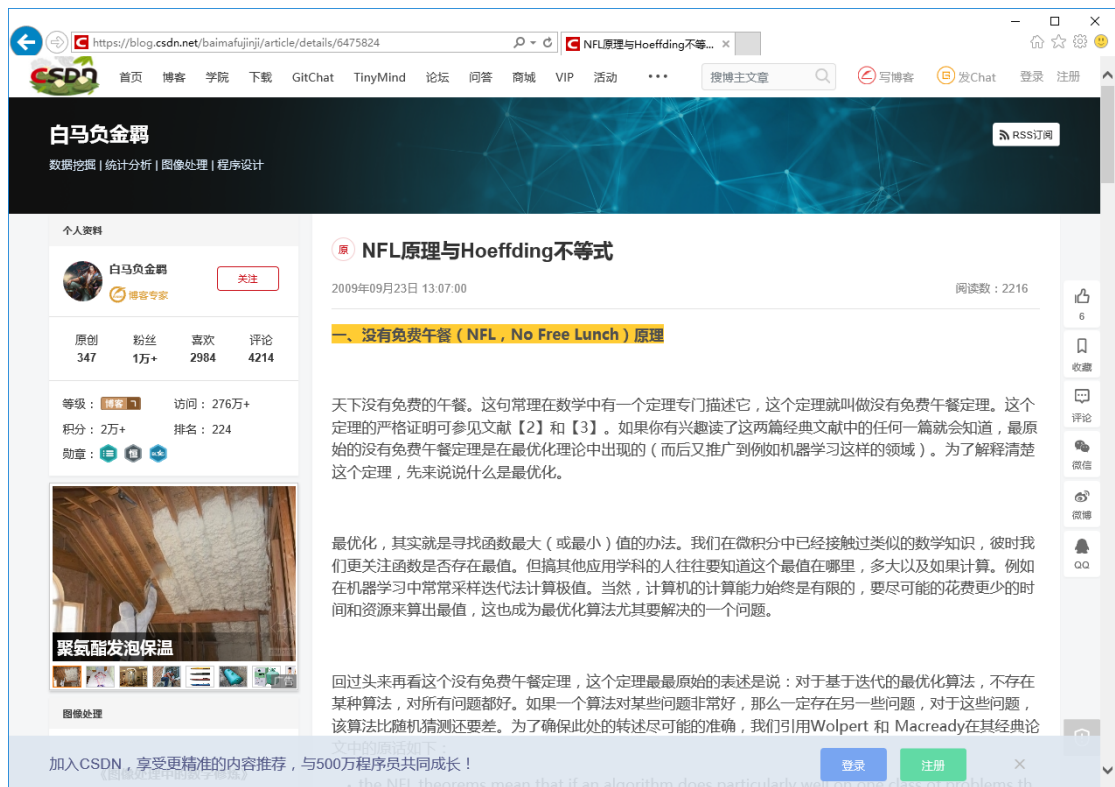 https://blog.csdn.net/baimafujinji/article/details/6475824
NFL原理与Hoeffding不等...
CSDN 首页 博客 学院 下载 GitChat TinyMind 论坛 问答 商城 VIP 活动 ••• 搜博主文章 写博客 发Chat 登录 注册
白马负金羁
RSS订阅
数据挖掘 | 统计分析 | 图像处理 | 程序设计
个人资料
白马负金羁
博客专家
关注
原创 粉丝 喜欢 评论
347 1万+ 2984 4214
等级： 博客 7 访问： 276万+
积分： 2万+ 排名： 224
勋章：
聚氨酯发泡保温
广告
图像处理
原 NFL原理与Hoeffding不等式
2009年09月23日 13:07:00 阅读数：2216
一、没有免费午餐（NFL，No Free Lunch）原理
天下没有免费的午餐。这句常理在数学中有一个定理专门描述它，这个定理就叫做没有免费午餐定理。这个
定理的严格证明可参见文献【2】和【3】。如果你有兴趣读了这两篇经典文献中的任何一篇就会知道，最原
始的没有免费午餐定理是在最优化理论中出现的（而后又推广到例如机器学习这样的领域）。为了解释清楚
这个定理，先来说说什么是最优化。
最优化，其实就是寻找函数最大（或最小）值的办法。我们在微积分中已经接触过类似的数学知识，彼时我
们更关注函数是否存在最值。但搞其他应用学科的人往往要知道这个最值在哪里，多大以及如果计算。例如
在机器学习中常常采样迭代法计算极值。当然，计算机的计算能力始终是有限的，要尽可能的花费更少的时
间和资源来算出最值，这也成为最优化算法尤其要解决的一个问题。
回过头来再看这个没有免费午餐定理，这个定理最最原始的表述是说：对于基于迭代的最优化算法，不存在
某种算法，对所有问题都好。如果一个算法对某些问题非常好，那么一定存在另一些问题，对于这些问题，
该算法比随机猜测还要差。为了确保此处的转述尽可能的准确，我们引用Wolpert 和 Macready在其经典论
文中的原话如下：
the NFL theorems mean that if an algorithm does particularly well on one class of problems th
6
收藏
评论
微信
微博
QQ
加入CSDN，享受更精准的内容推荐，与500万程序员共同成长！
登录 注册
《图像处理中的数学修炼》